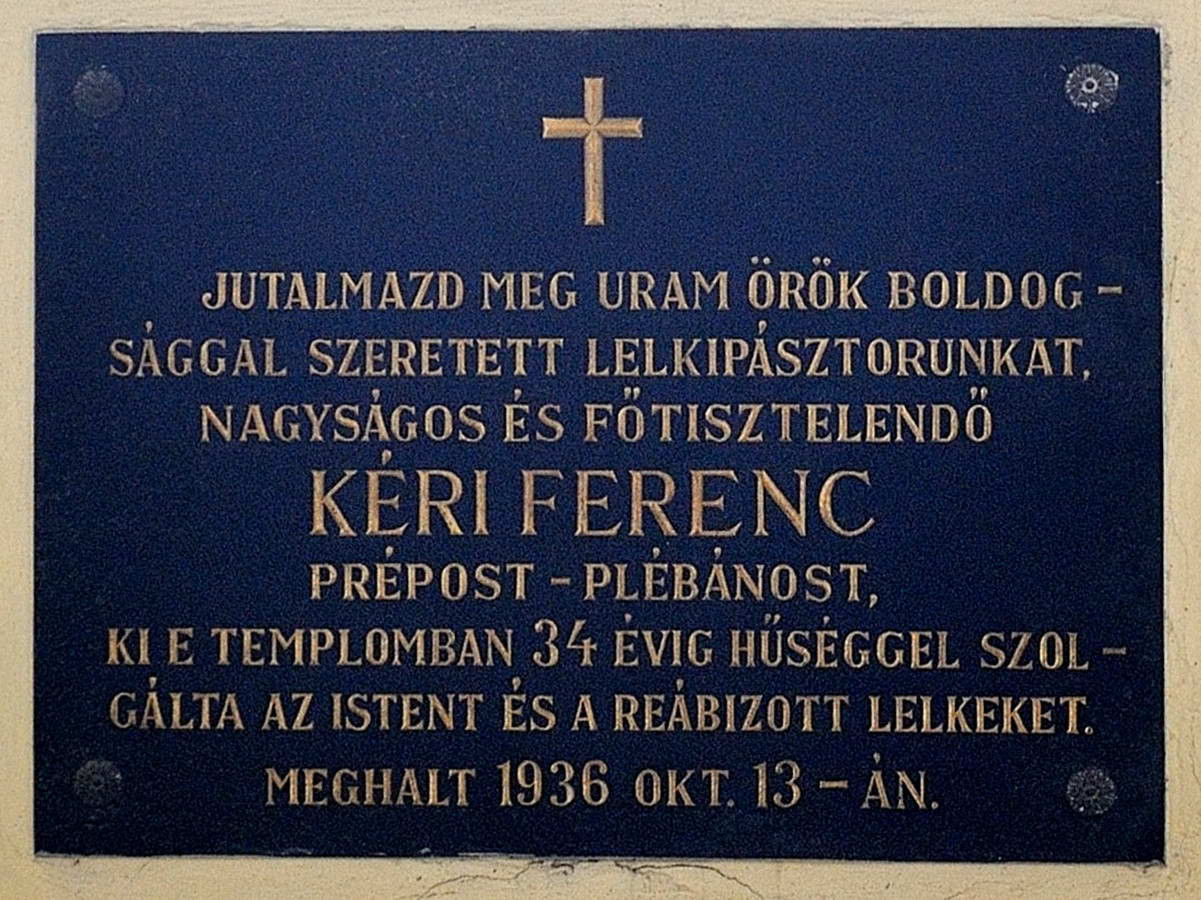 JUTALMAZD MEG URAM ÖRÖK BOLDOG-
SÁGGAL SZERETETT LELKIPÁSZTORUNKAT,
NAGYSÁGOS ÉS FŐTISZTELENDŐ
KÉRI FERENC
PRÉPOST-PLÉBÁNOST,
KI E TEMPLOMBAN 34 ÉVIG HŰSÉGGEL SZOL-
GÁLTA AZ ISTENT ÉS A REÁBIZOTT LELKEKET.
MEGHALT 1936 OKT. 13-ÁN.